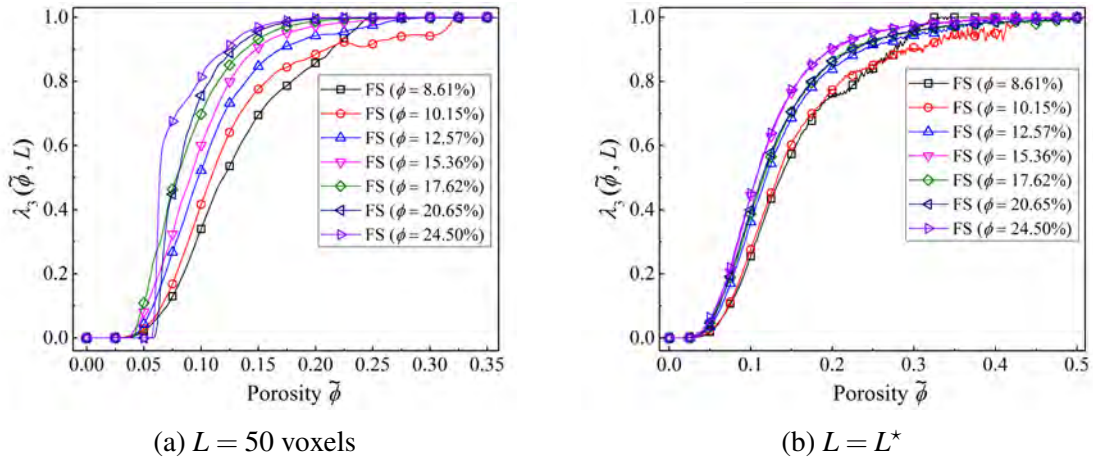 1.0
0.8
0.6
0.4
0.2
0.0
λ₃(φ̃, L)
FS (ϕ = 8.61%)
FS (ϕ = 10.15%)
FS (ϕ = 12.57%)
FS (ϕ = 15.36%)
FS (ϕ = 17.62%)
FS (ϕ = 20.65%)
FS (ϕ = 24.50%)
0.00 0.05 0.10 0.15 0.20 0.25 0.30 0.35
Porosity φ̃
(a) L = 50 voxels
1.0
0.8
0.6
0.4
0.2
0.0
λ₃(φ̃, L)
FS (ϕ = 8.61%)
FS (ϕ = 10.15%)
FS (ϕ = 12.57%)
FS (ϕ = 15.36%)
FS (ϕ = 17.62%)
FS (ϕ = 20.65%)
FS (ϕ = 24.50%)
0.0 0.1 0.2 0.3 0.4 0.5
Porosity φ̃
(b) L = L⋆